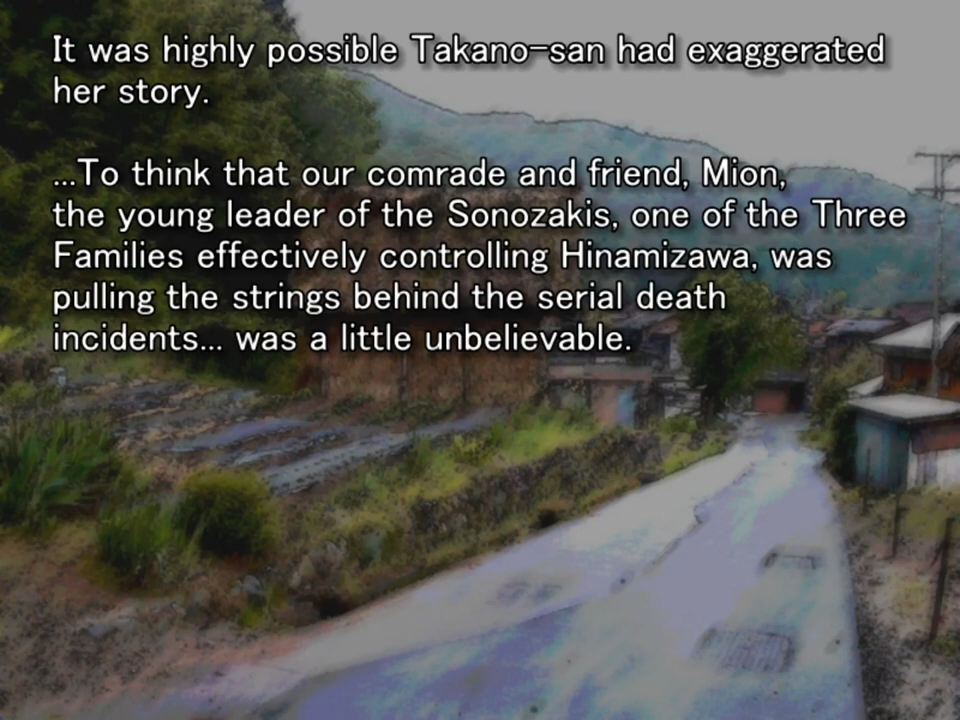 It was highly possible Takano-san had exaggerated
her story.
...To think that our comrade and friend, Mion,
the young leader of the Sonozakis, one of the Three
Families effectively controlling Hinamizawa, was
pulling the strings behind the serial death
incidents... was a little unbelievable.